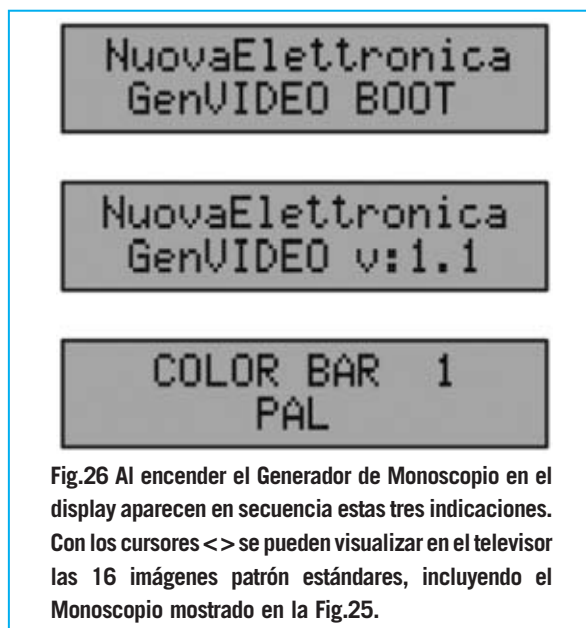 NuovaElettronica
GenVIDEO BOOT
NuovaElettronica
GenVIDEO v:1.1
COLOR BAR 1
PAL
Fig.26 Al encender el Generador de Monoscopio en el
display aparecen en secuencia estas tres indicaciones.
Con los cursores < > se pueden visualizar en el televisor
las 16 imágenes patrón estándares, incluyendo el
Monoscopio mostrado en la Fig.25.